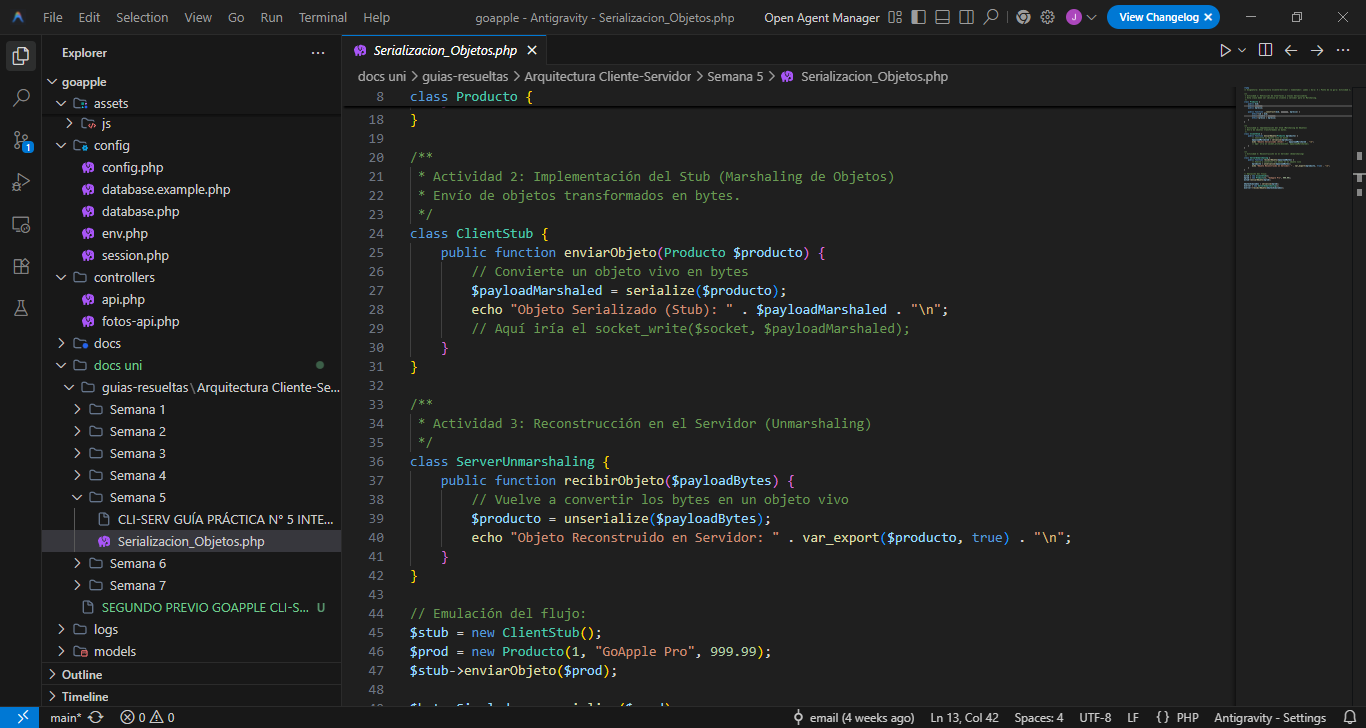 File Edit Selection View Go Run Terminal Help goapple - Antigravity - Serializacion_Objetos.php Open Agent Manager J View Changelog
Explorer
goapple
assets
js
config
config.php
database.example.php
database.php
env.php
session.php
controllers
api.php
fotos-api.php
docs
docs uni
guias-resueltas\Arquitectura Cliente-Se...
Semana 1
Semana 2
Semana 3
Semana 4
Semana 5
CLI-SERV GUÍA PRÁCTICA N° 5 INTE...
Serializacion_Objetos.php
Semana 6
Semana 7
SEGUNDO PREVIO GOAPPLE CLI-S... U
logs
models
Outline
Timeline
Serializacion_Objetos.php
docs uni > guias-resueltas > Arquitectura Cliente-Servidor > Semana 5 > Serializacion_Objetos.php
8 class Producto {
18 }
19
20 /**
21 * Actividad 2: Implementación del Stub (Marshaling de Objetos)
22 * Envío de objetos transformados en bytes.
23 */
24 class ClientStub {
25 public function enviarObjeto(Producto $producto) {
26 // Convierte un objeto vivo en bytes
27 $payloadMarshaled = serialize($producto);
28 echo "Objeto Serializado (Stub): " . $payloadMarshaled . "\n";
29 // Aquí iría el socket_write($socket, $payloadMarshaled);
30 }
31 }
32
33 /**
34 * Actividad 3: Reconstrucción en el Servidor (Unmarshaling)
35 */
36 class ServerUnmarshaling {
37 public function recibirObjeto($payloadBytes) {
38 // Vuelve a convertir los bytes en un objeto vivo
39 $producto = unserialize($payloadBytes);
40 echo "Objeto Reconstruido en Servidor: " . var_export($producto, true) . "\n";
41 }
42 }
43
44 // Emulación del flujo:
45 $stub = new ClientStub();
46 $prod = new Producto(1, "GoApple Pro", 999.99);
47 $stub->enviarObjeto($prod);
48
1
main* 0 0 email (4 weeks ago) Ln 13, Col 42 Spaces: 4 UTF-8 LF {} PHP Antigravity - Settings